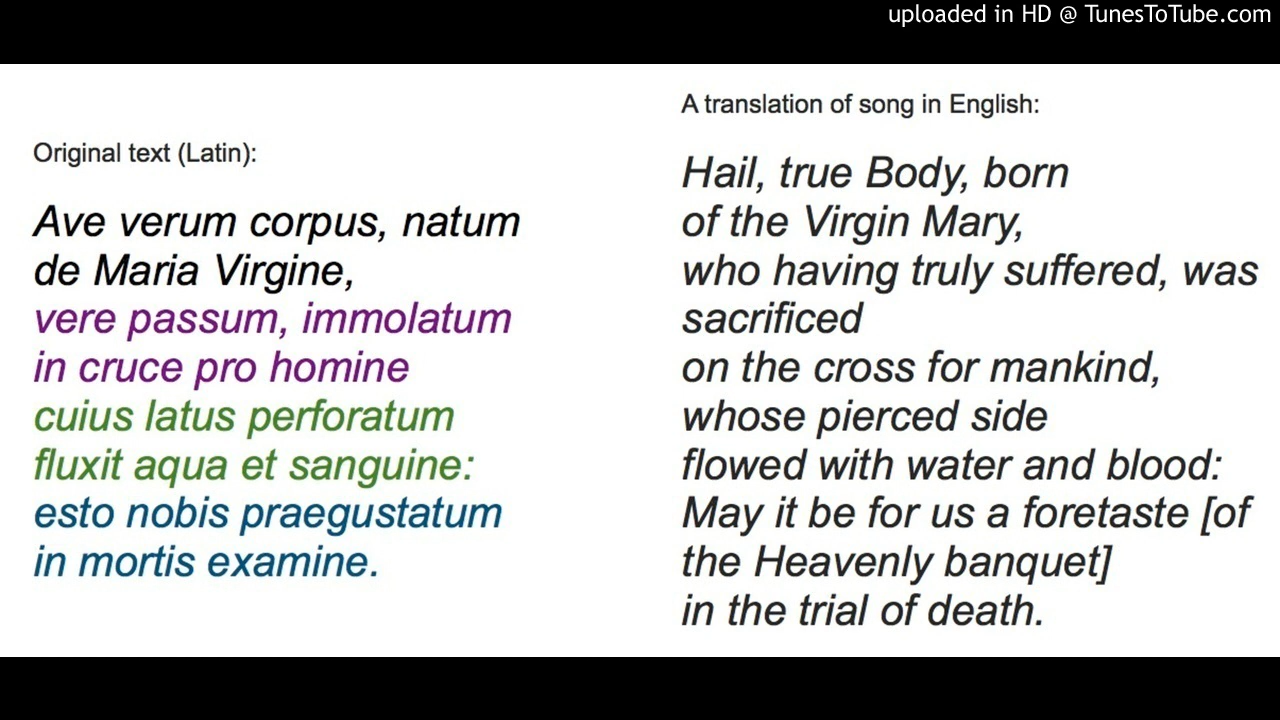 uploaded in HD @ TunesToTube.com
Original text (Latin):
Ave verum corpus, natum
de Maria Virgine,
vere passum, immolatum
in cruce pro homine
cuius latus perforatum
fluxit aqua et sanguine:
esto nobis praegustatum
in mortis examine.
A translation of song in English:
Hail, true Body, born
of the Virgin Mary,
who having truly suffered, was
sacrificed
on the cross for mankind,
whose pierced side
flowed with water and blood:
May it be for us a foretaste [of
the Heavenly banquet]
in the trial of death.